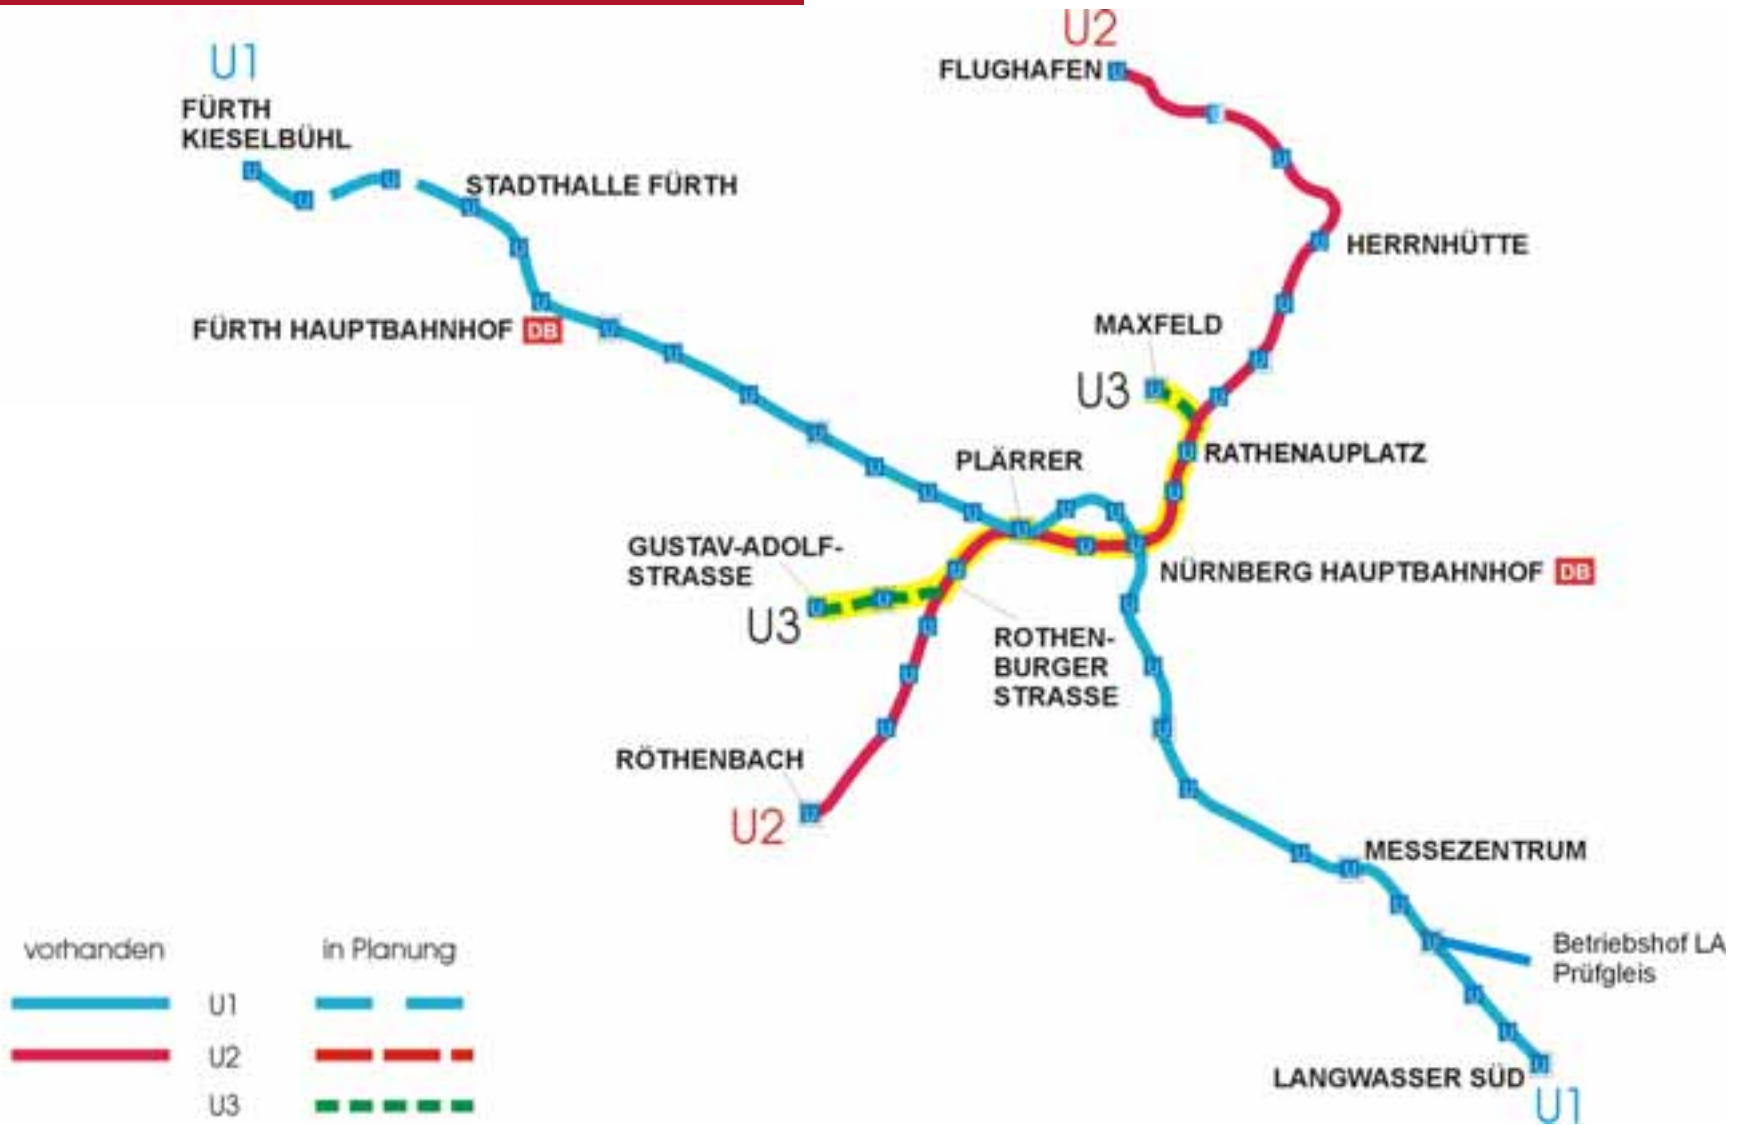 U2
FLUGHAFEN
U1
FÜRTH
KIESELBÜHL
STADTHALLE FÜRTH
HERRNHÜTTE
FÜRTH HAUPTBAHNHOF DB
MAXFELD
U3
RATHENAUPLATZ
PLÄRRER
GUSTAV-ADOLF-
STRASSE
U3
NÜRNBERG HAUPTBAHNHOF DB
ROTHEN-
BURGER
STRASSE
RÖTHENBACH
U2
MESSEZENTRUM
Betriebshof LA
Prüfgleis
LANGWASSER SÜD
U1
vorhanden in Planung
U1
U2
U3